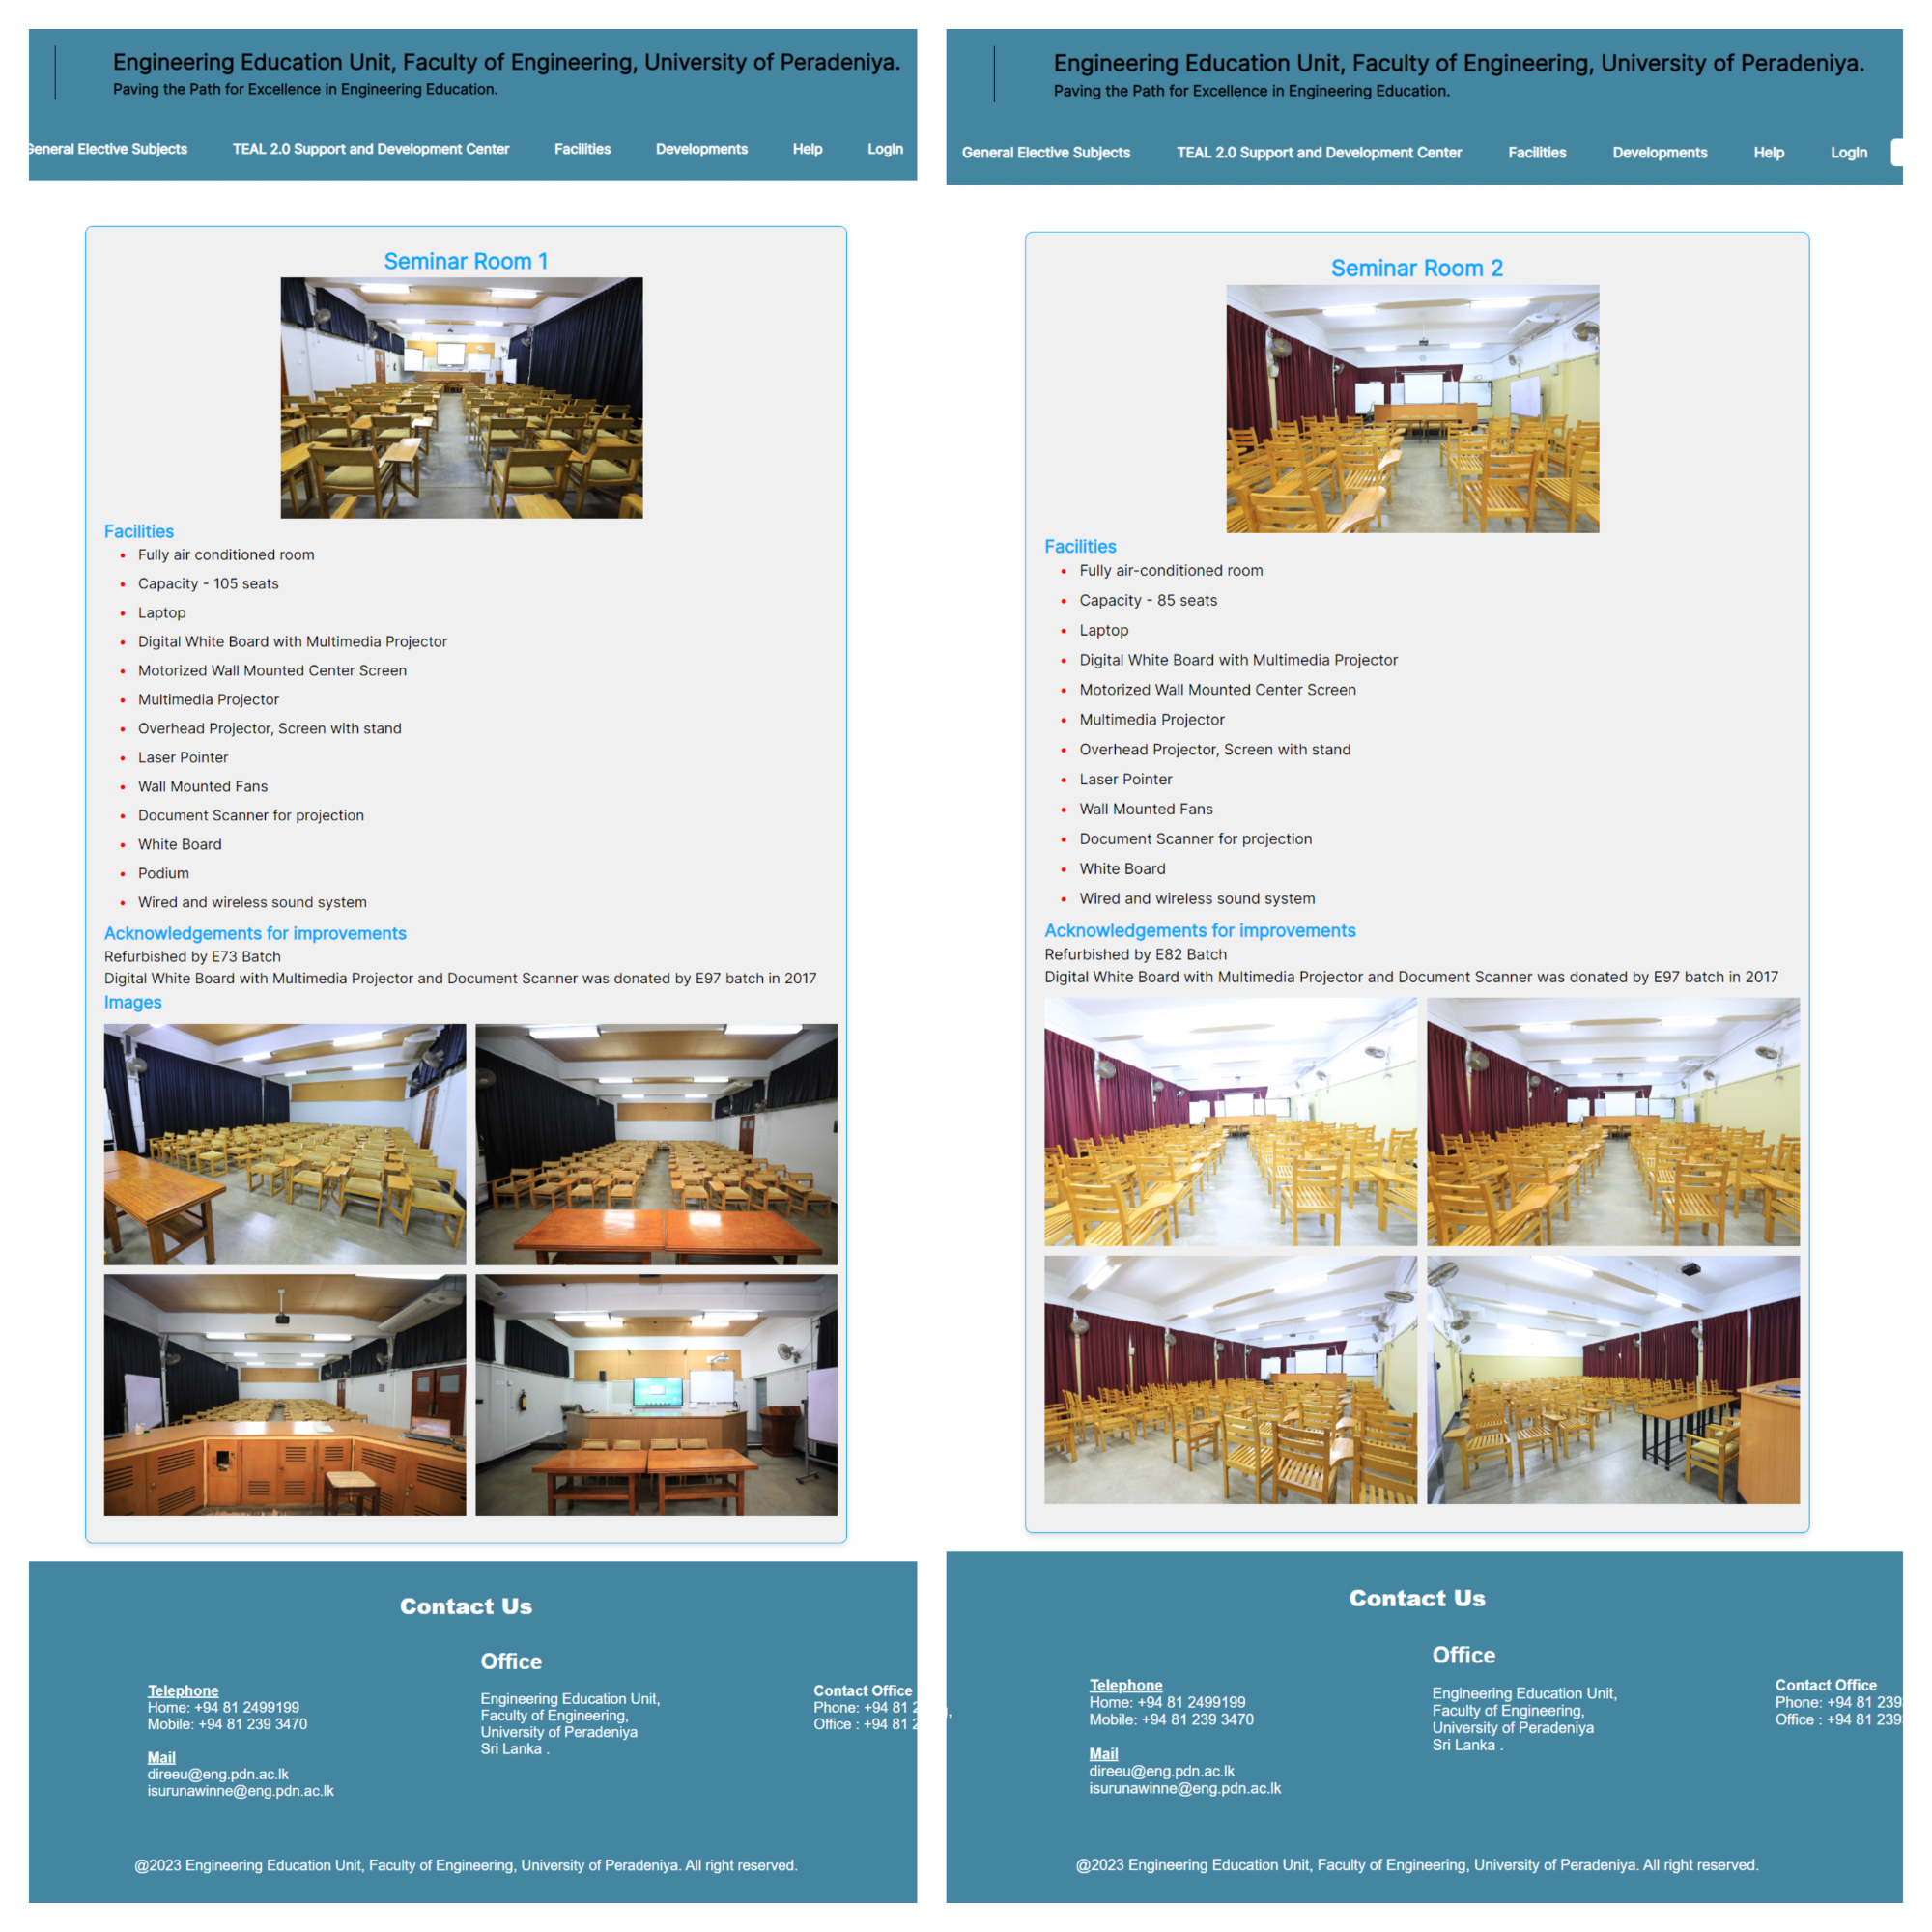 Engineering Education Unit, Faculty of Engineering, University of Peradeniya.
Paving the Path for Excellence in Engineering Education.
General Elective Subjects TEAL 2.0 Support and Development Center Facilities Developments Help LogIn
Seminar Room 1
Facilities
Fully air conditioned room
Capacity - 105 seats
Laptop
Digital White Board with Multimedia Projector
Motorized Wall Mounted Center Screen
Multimedia Projector
Overhead Projector, Screen with stand
Laser Pointer
Wall Mounted Fans
Document Scanner for projection
White Board
Podium
Wired and wireless sound system
Acknowledgements for improvements
Refurbished by E73 Batch
Digital White Board with Multimedia Projector and Document Scanner was donated by E97 batch in 2017
Images
Contact Us
Telephone
Home: +94 81 2499199
Mobile: +94 81 239 3470
Mail
direeu@eng.pdn.ac.lk
isurunawinne@eng.pdn.ac.lk
Office
Engineering Education Unit,
Faculty of Engineering,
University of Peradeniya
Sri Lanka .
Contact Office
Phone: +94 81 2
Office : +94 81 2
@2023 Engineering Education Unit, Faculty of Engineering, University of Peradeniya. All right reserved.
Engineering Education Unit, Faculty of Engineering, University of Peradeniya.
Paving the Path for Excellence in Engineering Education.
General Elective Subjects TEAL 2.0 Support and Development Center Facilities Developments Help LogIn
Seminar Room 2
Facilities
Fully air-conditioned room
Capacity - 85 seats
Laptop
Digital White Board with Multimedia Projector
Motorized Wall Mounted Center Screen
Multimedia Projector
Overhead Projector, Screen with stand
Laser Pointer
Wall Mounted Fans
Document Scanner for projection
White Board
Wired and wireless sound system
Acknowledgements for improvements
Refurbished by E82 Batch
Digital White Board with Multimedia Projector and Document Scanner was donated by E97 batch in 2017
Contact Us
Telephone
Home: +94 81 2499199
Mobile: +94 81 239 3470
Mail
direeu@eng.pdn.ac.lk
isurunawinne@eng.pdn.ac.lk
Office
Engineering Education Unit,
Faculty of Engineering,
University of Peradeniya
Sri Lanka .
Contact Office
Phone: +94 81 239
Office : +94 81 239
@2023 Engineering Education Unit, Faculty of Engineering, University of Peradeniya. All right reserved.